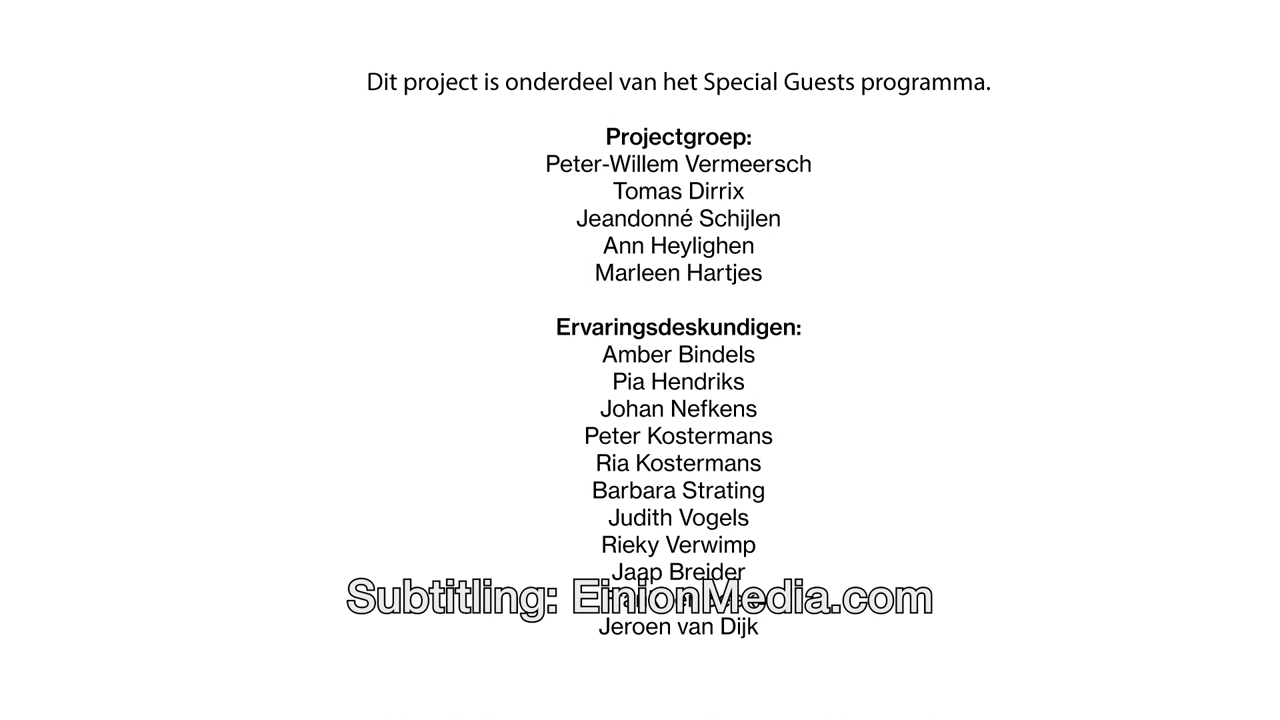 Dit project is onderdeel van het Special Guests programma.
Projectgroep:
Peter-Willem Vermeersch
Tomas Dirrix
Jeandonné Schijlen
Ann Heylighen
Marleen Hartjes
Ervaringsdeskundigen:
Amber Bindels
Pia Hendriks
Johan Nefkens
Peter Kostermans
Ria Kostermans
Barbara Strating
Judith Vogels
Rieky Verwimp
Jaap Breider
Subtitling: EinionMedia.com
Jeroen van Dijk